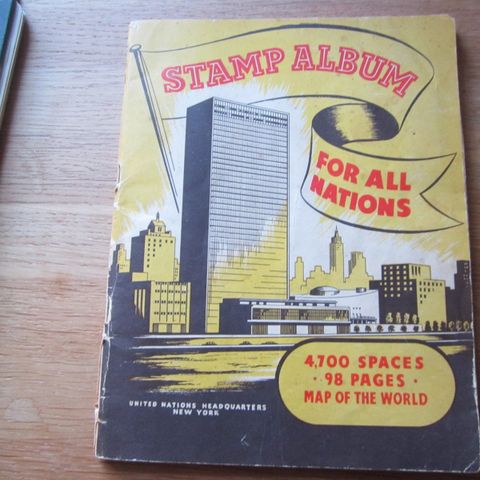 STAMP ALBUM
FOR ALL
NATIONS
4,700 SPACES
· 98 PAGES ·
MAP OF THE WORLD
UNITED NATIONS HEADQUARTERS
NEW YORK